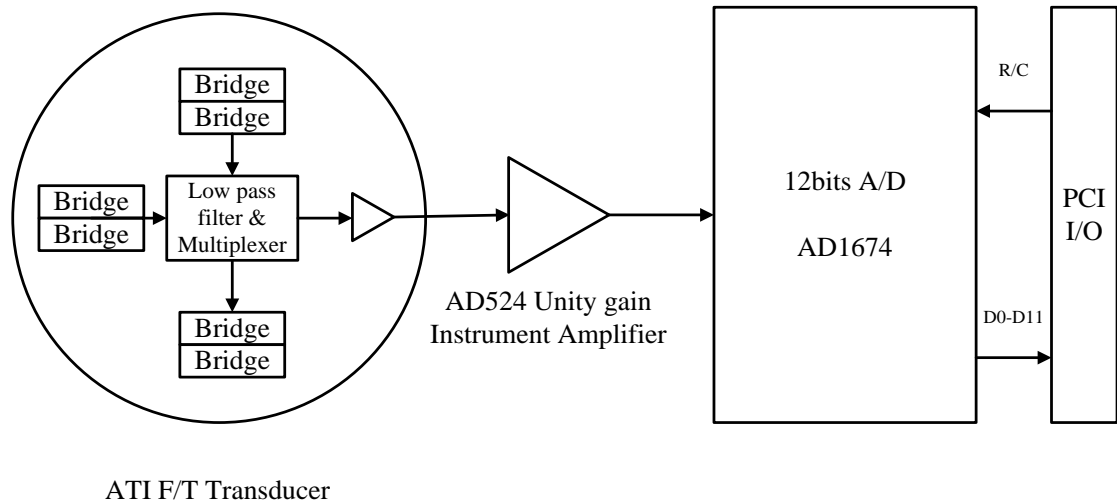 Bridge
Bridge
Bridge
Bridge
Low pass
filter &
Multiplexer
Bridge
Bridge
ATI F/T Transducer
AD524 Unity gain
Instrument Amplifier
12bits A/D
AD1674
R/C
D0-D11
PCI
I/O